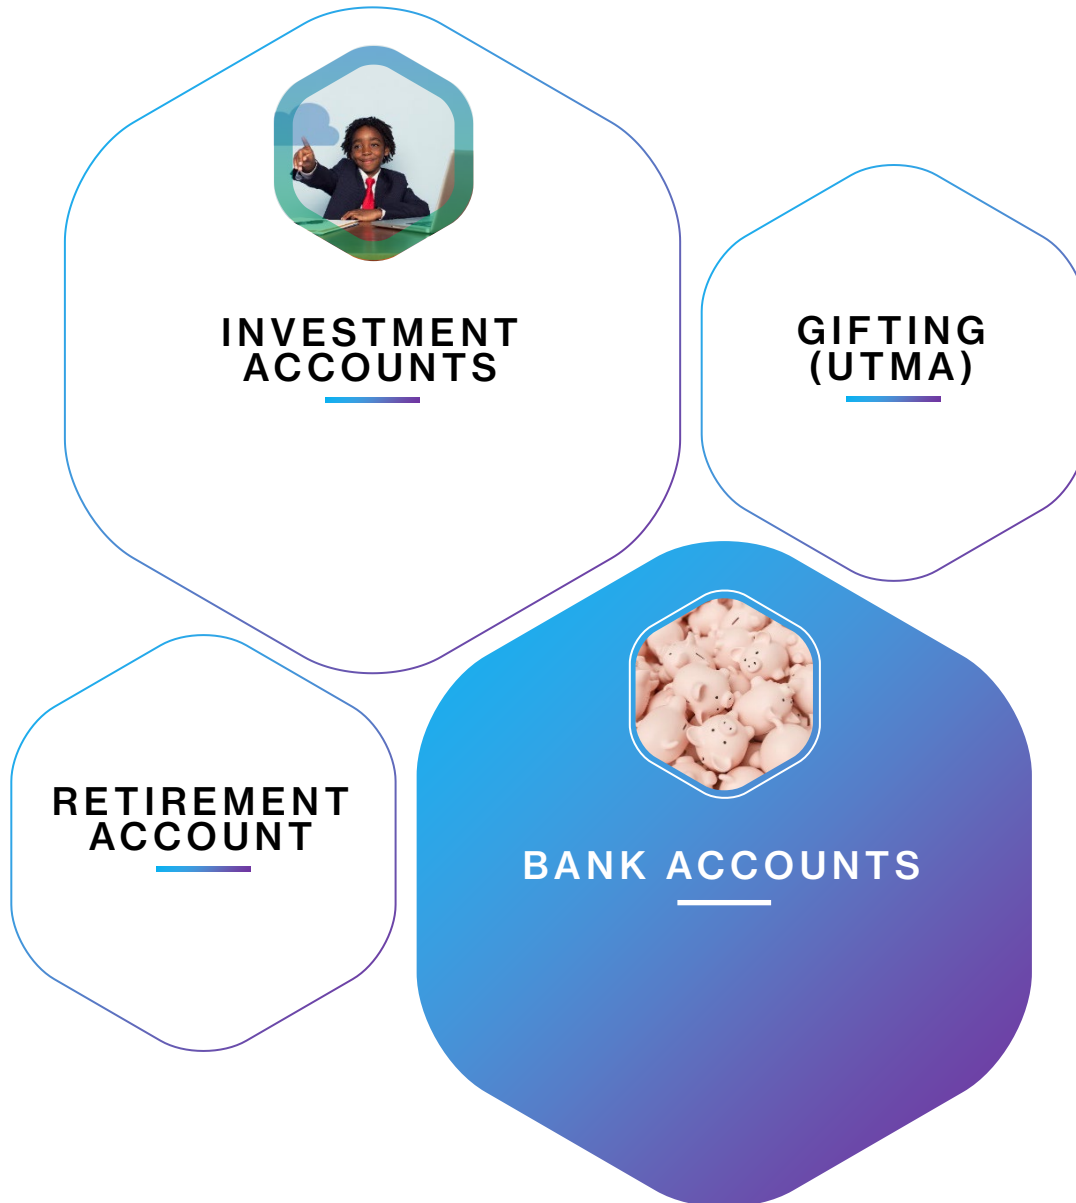 INVESTMENT
ACCOUNTS
GIFTING
(UTMA)
RETIREMENT
ACCOUNT
BANK ACCOUNTS